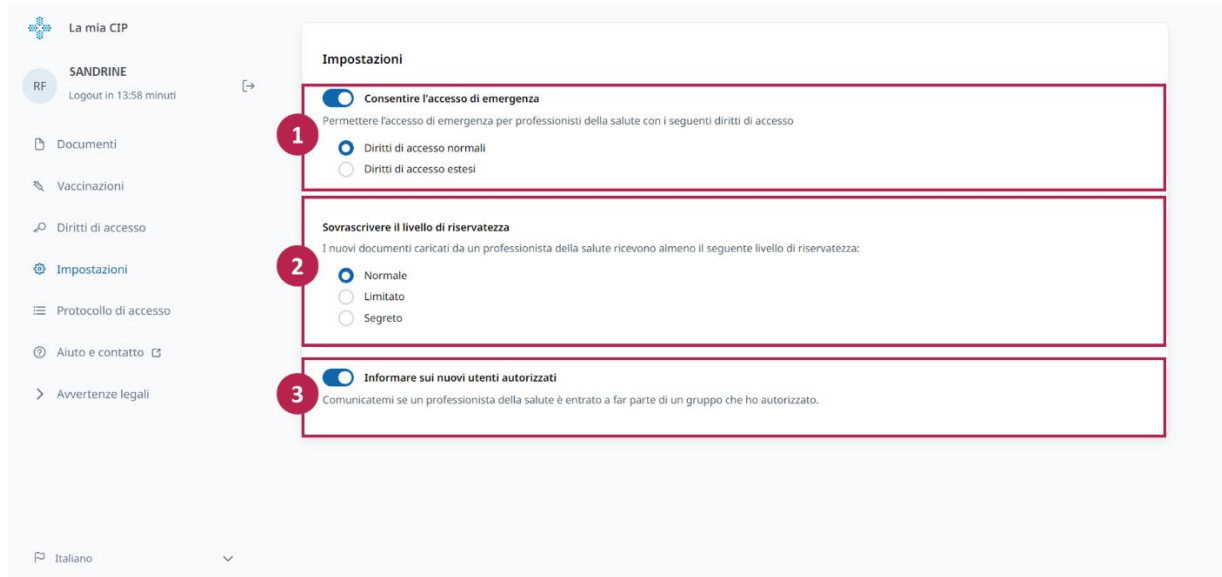 La mia CIP
RF
SANDRINE
Logout in 13:58 minuti
Documenti
Vaccinazioni
Diritti di accesso
Impostazioni
Protocollo di accesso
Aiuto e contatto
Avvertenze legali
Italiano
Impostazioni
1
Consentire l'accesso di emergenza
Permettere l'accesso di emergenza per professionisti della salute con i seguenti diritti di accesso
Diritti di accesso normali
Diritti di accesso estesi
2
Sovrascrivere il livello di riservatezza
I nuovi documenti caricati da un professionista della salute ricevono almeno il seguente livello di riservatezza:
Normale
Limitato
Segreto
3
Informare sui nuovi utenti autorizzati
Comunicatemi se un professionista della salute è entrato a far parte di un gruppo che ho autorizzato.